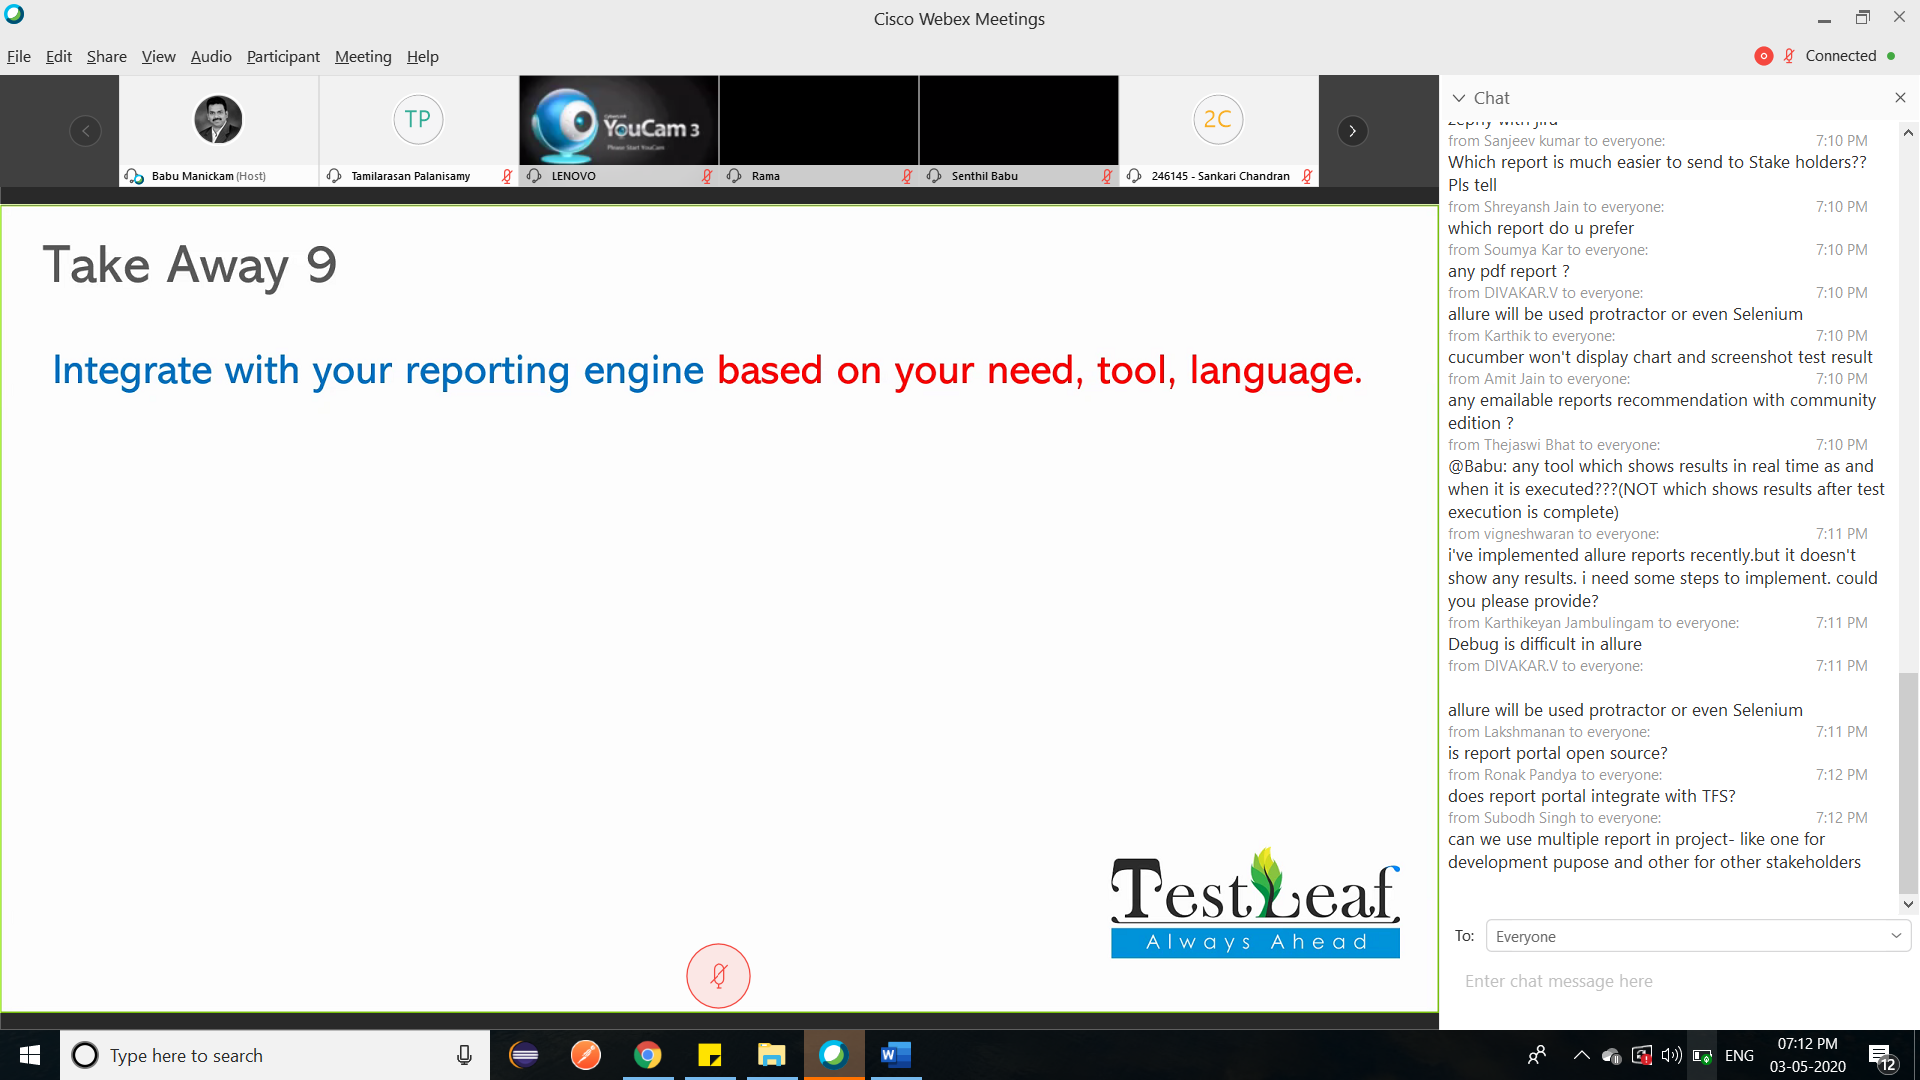 Cisco Webex Meetings
File Edit Share View Audio Participant Meeting Help
Connected
TP
YouCam 3
Please Start YouCam
2C
Babu Manickam (Host)
Tamilarasan Palanisamy
LENOVO
Rama
Senthil Babu
246145 - Sankari Chandran
Take Away 9
Integrate with your reporting engine based on your need, tool, language.
TestLeaf
Always Ahead
Chat
zephy with jira
from Sanjeev kumar to everyone: 7:10 PM
Which report is much easier to send to Stake holders??
Pls tell
from Shreyansh Jain to everyone: 7:10 PM
which report do u prefer
from Soumya Kar to everyone: 7:10 PM
any pdf report ?
from DIVAKAR.V to everyone: 7:10 PM
allure will be used protractor or even Selenium
from Karthik to everyone: 7:10 PM
cucumber won't display chart and screenshot test result
from Amit Jain to everyone: 7:10 PM
any emailable reports recommendation with community
edition ?
from Thejaswi Bhat to everyone: 7:10 PM
@Babu: any tool which shows results in real time as and
when it is executed???(NOT which shows results after test
execution is complete)
from vigneshwaran to everyone: 7:11 PM
i've implemented allure reports recently.but it doesn't
show any results. i need some steps to implement. could
you please provide?
from Karthikeyan Jambulingam to everyone: 7:11 PM
Debug is difficult in allure
from DIVAKAR.V to everyone: 7:11 PM
allure will be used protractor or even Selenium
from Lakshmanan to everyone: 7:11 PM
is report portal open source?
from Ronak Pandya to everyone: 7:12 PM
does report portal integrate with TFS?
from Subodh Singh to everyone: 7:12 PM
can we use multiple report in project- like one for
development pupose and other for other stakeholders
To: Everyone
Enter chat message here
Type here to search
W
ENG
07:12 PM
03-05-2020
12